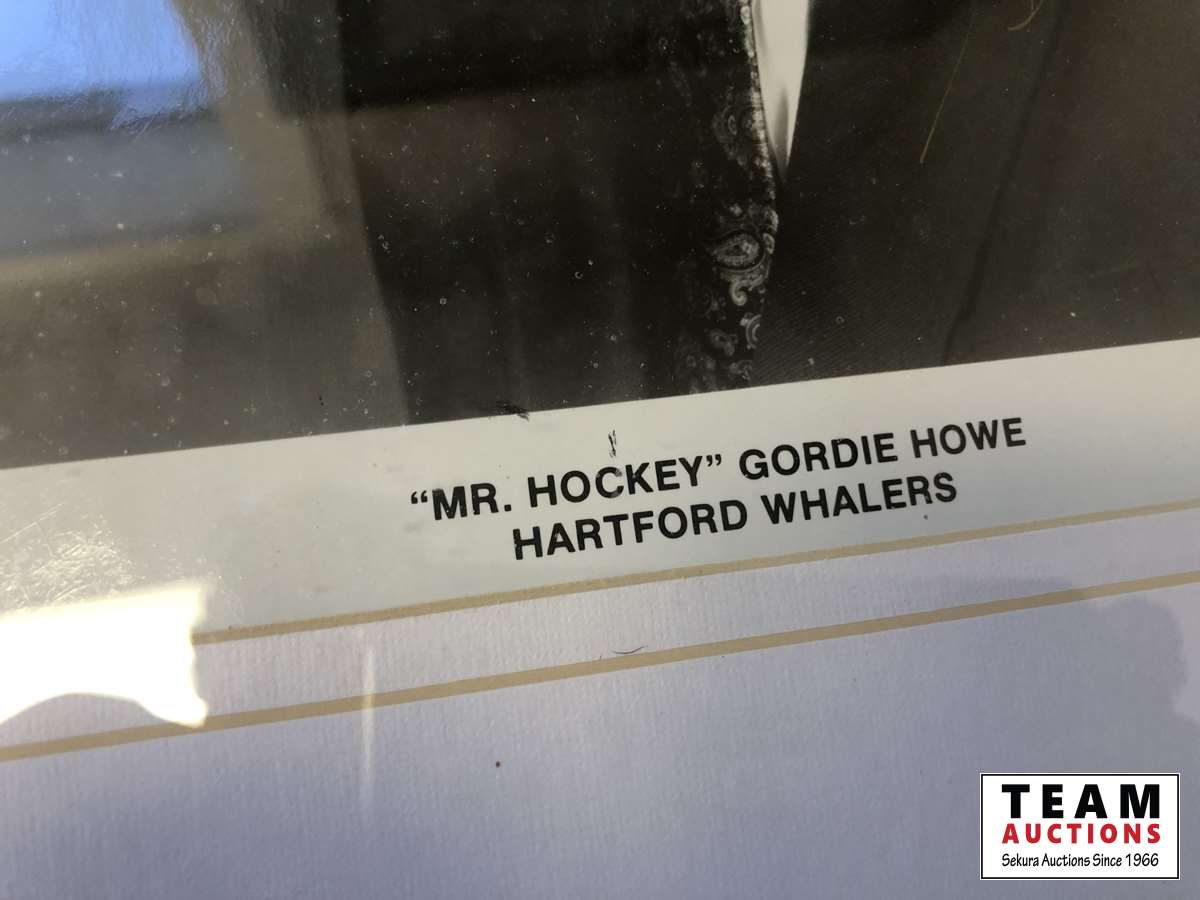 “MR. HOCKEY” GORDIE HOWE
HARTFORD WHALERS
TEAM
AUCTIONS
Sekura Auctions Since 1966